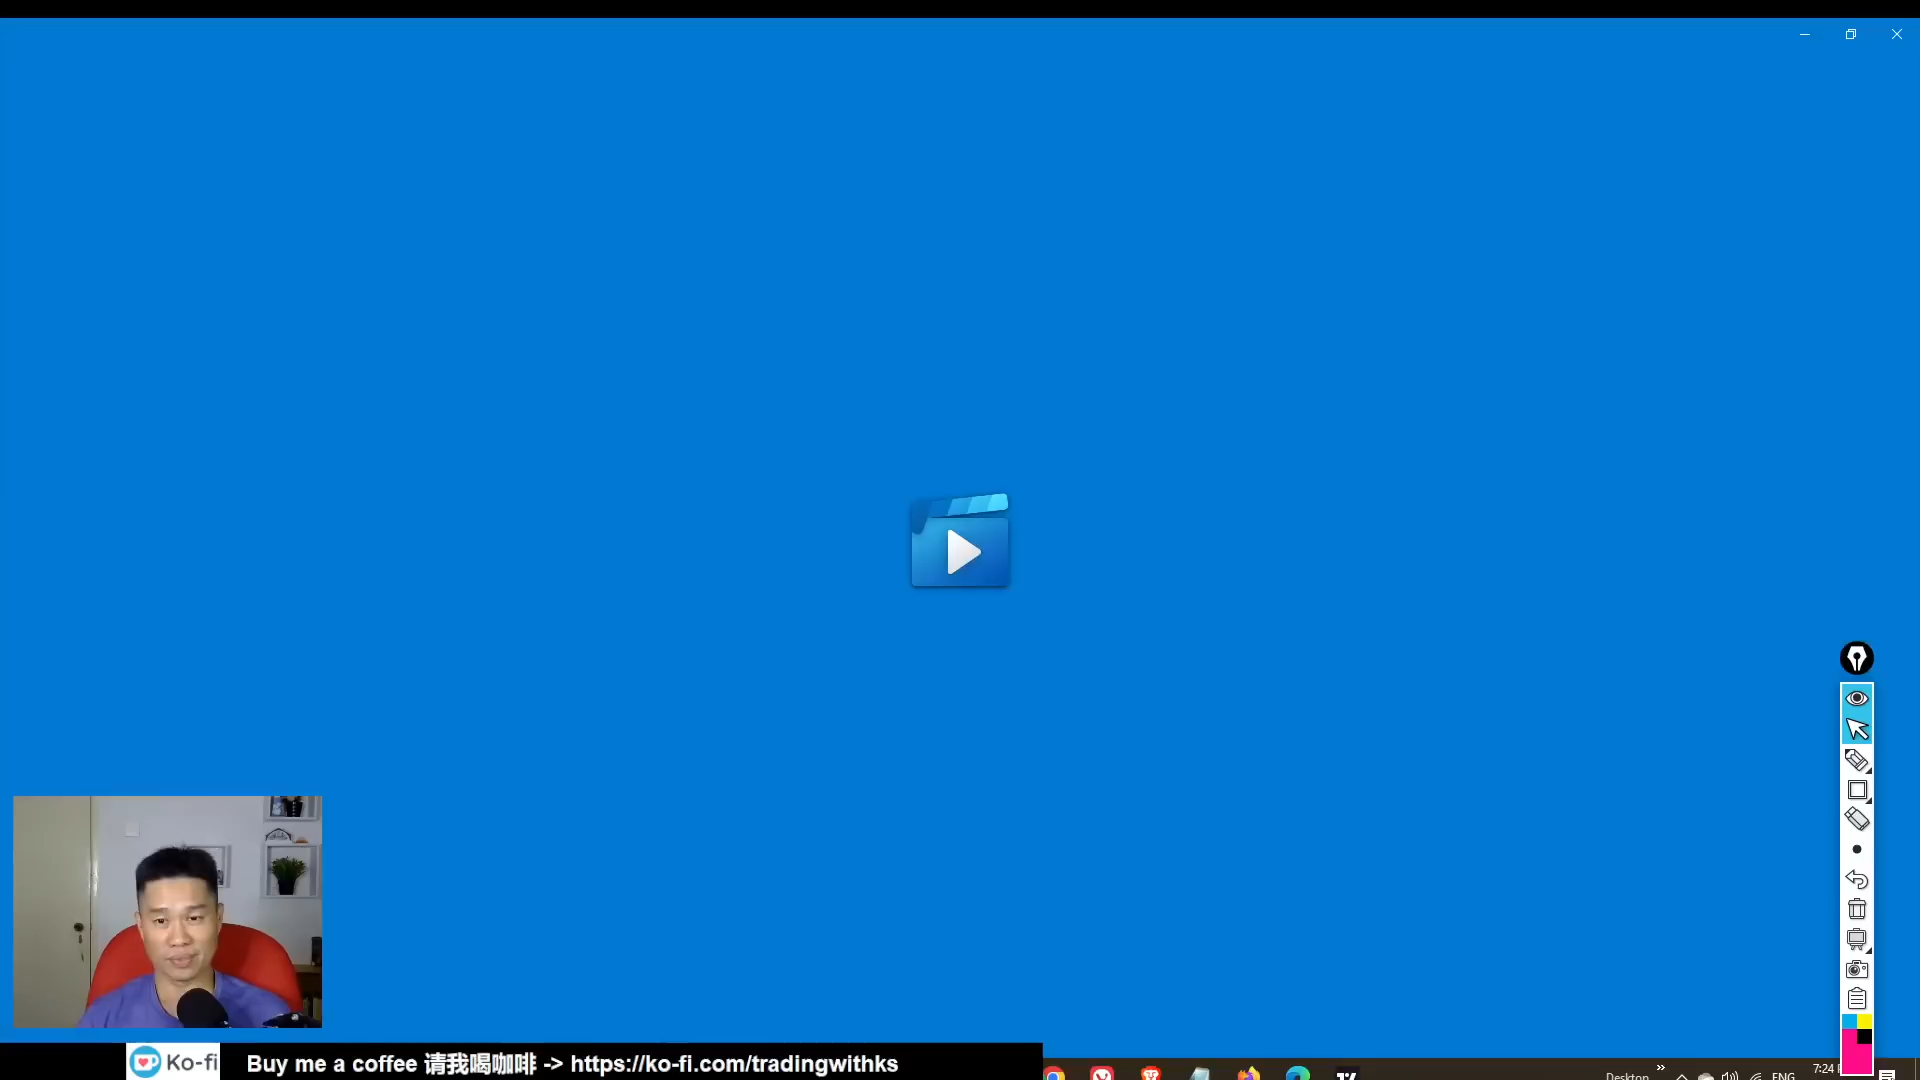 Ko-fi
Buy me a coffee 请我喝咖啡 -> https://ko-fi.com/tradingwithks
Desktop
ENG
7:24